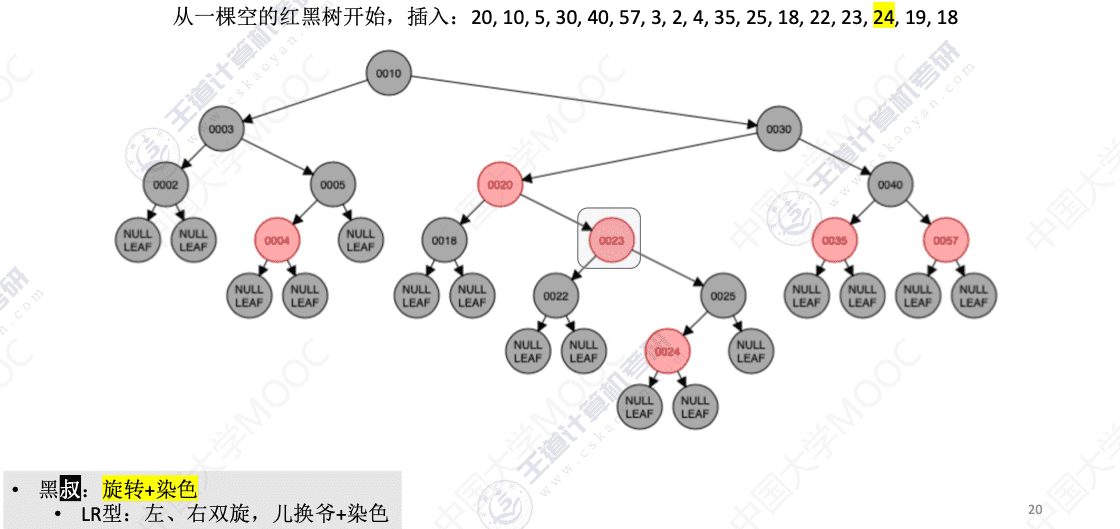 从一棵空的红黑树开始，插入：20, 10, 5, 30, 40, 57, 3, 2, 4, 35, 25, 18, 22, 23, 24, 19, 18
0010
0003
0030
0002
0005
0020
0040
NULL
LEAF
NULL
LEAF
0004
NULL
LEAF
0018
0023
0035
0057
NULL
LEAF
NULL
LEAF
NULL
LEAF
NULL
LEAF
0022
0025
NULL
LEAF
NULL
LEAF
NULL
LEAF
NULL
LEAF
NULL
LEAF
NULL
LEAF
0024
NULL
LEAF
NULL
LEAF
NULL
LEAF
• 黑叔：旋转+染色
• LR型：左、右双旋，儿换爷+染色
20
王道计算机考研
www.cskaoyan.com
中国大学MOOC